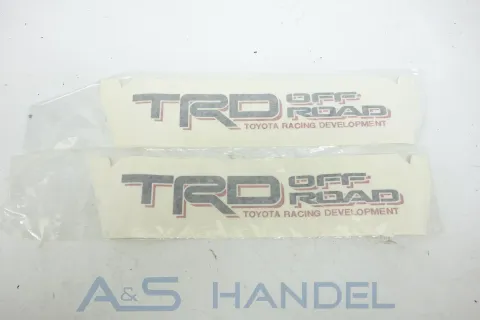 TRD OFF
ROAD
TOYOTA RACING DEVELOPMENT
TRD OFF
ROAD
TOYOTA RACING DEVELOPMENT
A&S HANDEL